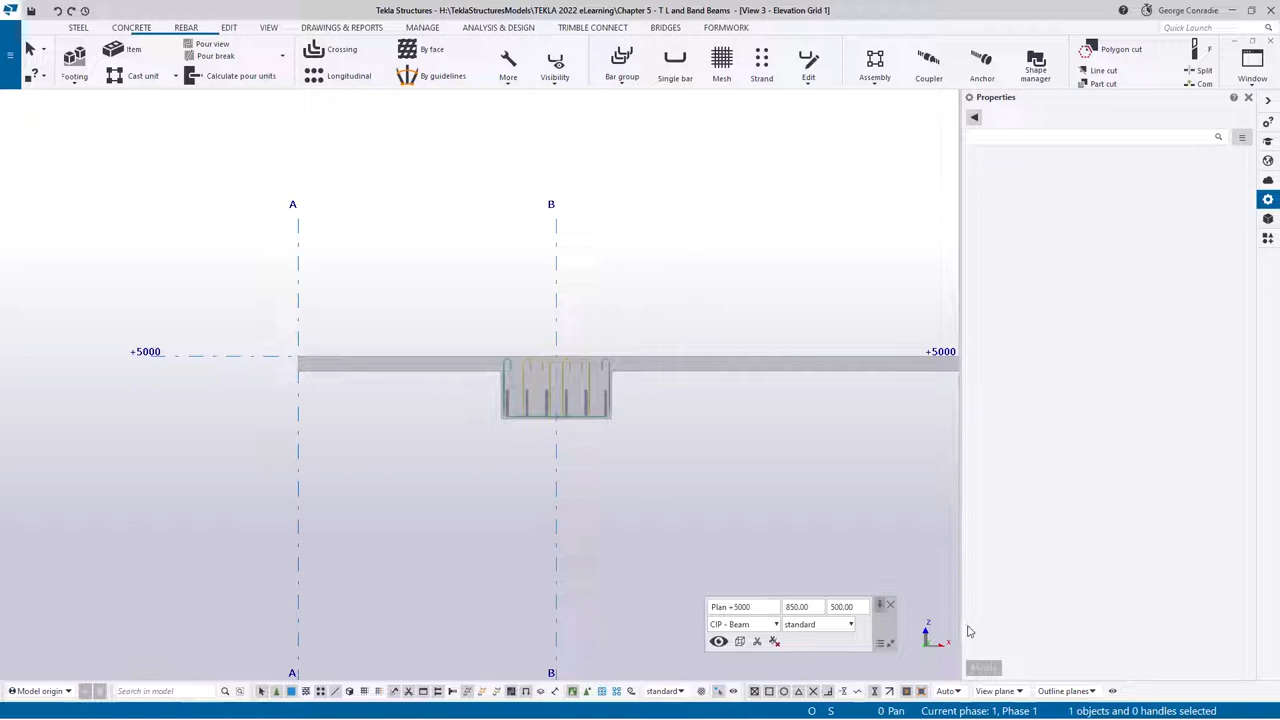 Tekla Structures - H:\TeklaStructuresModels\TEKLA 2022 eLearning\Chapter 5 - T L and Band Beams - [View 3 - Elevation Grid 1]
George Conradie
STEEL CONCRETE REBAR EDIT VIEW DRAWINGS & REPORTS MANAGE ANALYSIS & DESIGN TRIMBLE CONNECT BRIDGES FORMWORK
Quick Launch
Footing
Item
Cast unit
Pour view
Pour break
Calculate pour units
Crossing
Longitudinal
By face
By guidelines
More
Visibility
Bar group
Single bar
Mesh
Strand
Edit
Assembly
Coupler
Anchor
Shape
manager
Polygon cut
Line cut
Part cut
F
Split
Com
Window
Properties
A B
+5000 +5000
Plan +5000 850.00 500.00
CIP - Beam standard
z
x
A B
Modify
Model origin Search in model standard Auto View plane Outline planes
O S 0 Pan Current phase: 1, Phase 1 1 objects and 0 handles selected